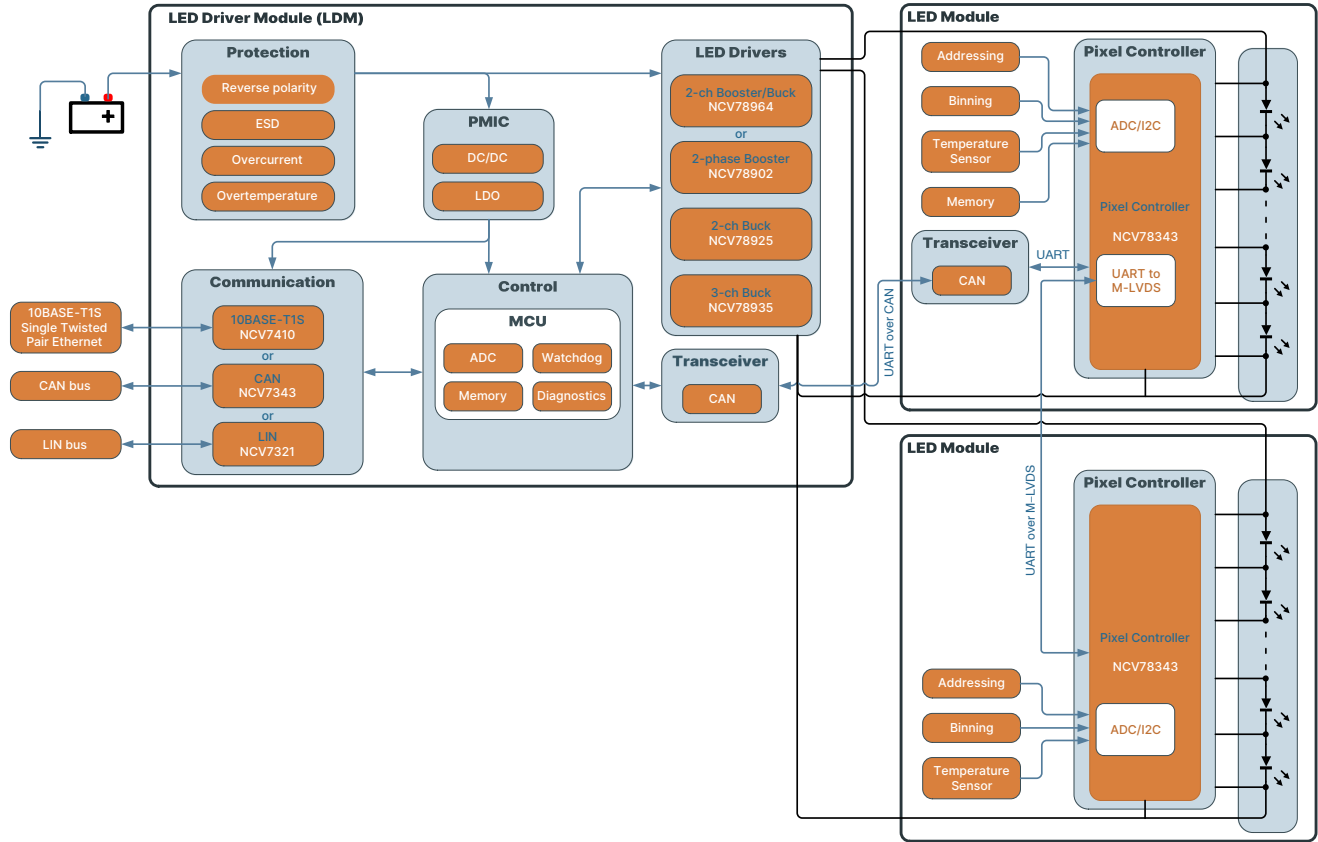 LED Driver Module (LDM)
Protection
Reverse polarity
ESD
Overcurrent
Overtemperature
+
PMIC
DC/DC
LDO
LED Drivers
2-ch Booster/Buck
NCV78964
or
2-phase Booster
NCV78902
2-ch Buck
NCV78925
3-ch Buck
NCV78935
Communication
10BASE-T1S
NCV7410
or
CAN
NCV7343
or
LIN
NCV7321
10BASE-T1S
Single Twisted
Pair Ethernet
CAN bus
LIN bus
Control
MCU
ADC
Watchdog
Memory
Diagnostics
Transceiver
CAN
UART over CAN
LED Module
Addressing
Binning
Temperature
Sensor
Memory
Transceiver
CAN
UART
Pixel Controller
ADC/I2C
Pixel Controller
NCV78343
UART to
M-LVDS
UART over M-LVDS
LED Module
Pixel Controller
Pixel Controller
NCV78343
ADC/I2C
Addressing
Binning
Temperature
Sensor